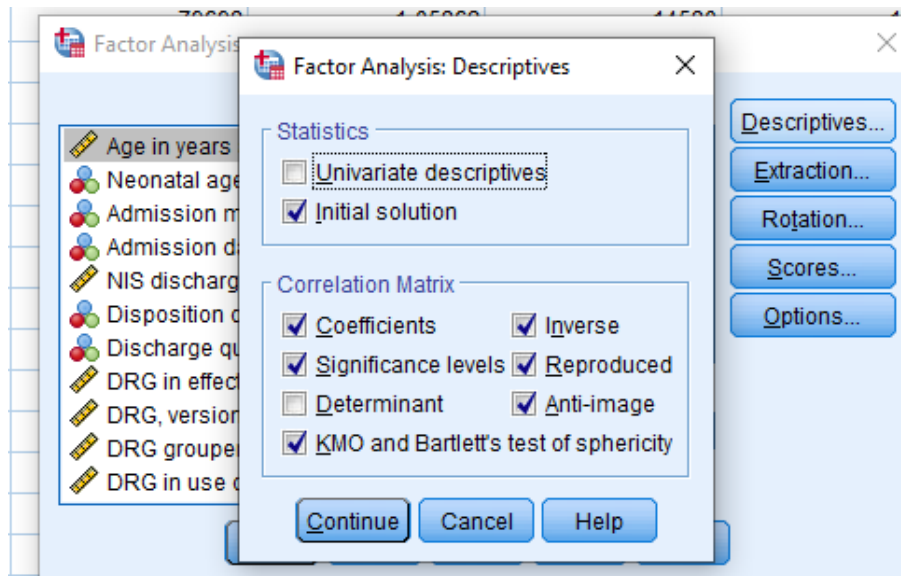 Factor Analysis
Factor Analysis: Descriptives
Age in years
Neonatal age
Admission
Admission
NIS discharg
Disposition
Discharge
DRG in effect
DRG, version
DRG grouper
DRG in use
Statistics
Univariate descriptives
Initial solution
Correlation Matrix
Coefficients
Inverse
Significance levels
Reproduced
Determinant
Anti-image
KMO and Bartlett's test of sphericity
Continue
Cancel
Help
Descriptives...
Extraction...
Rotation...
Scores...
Options...